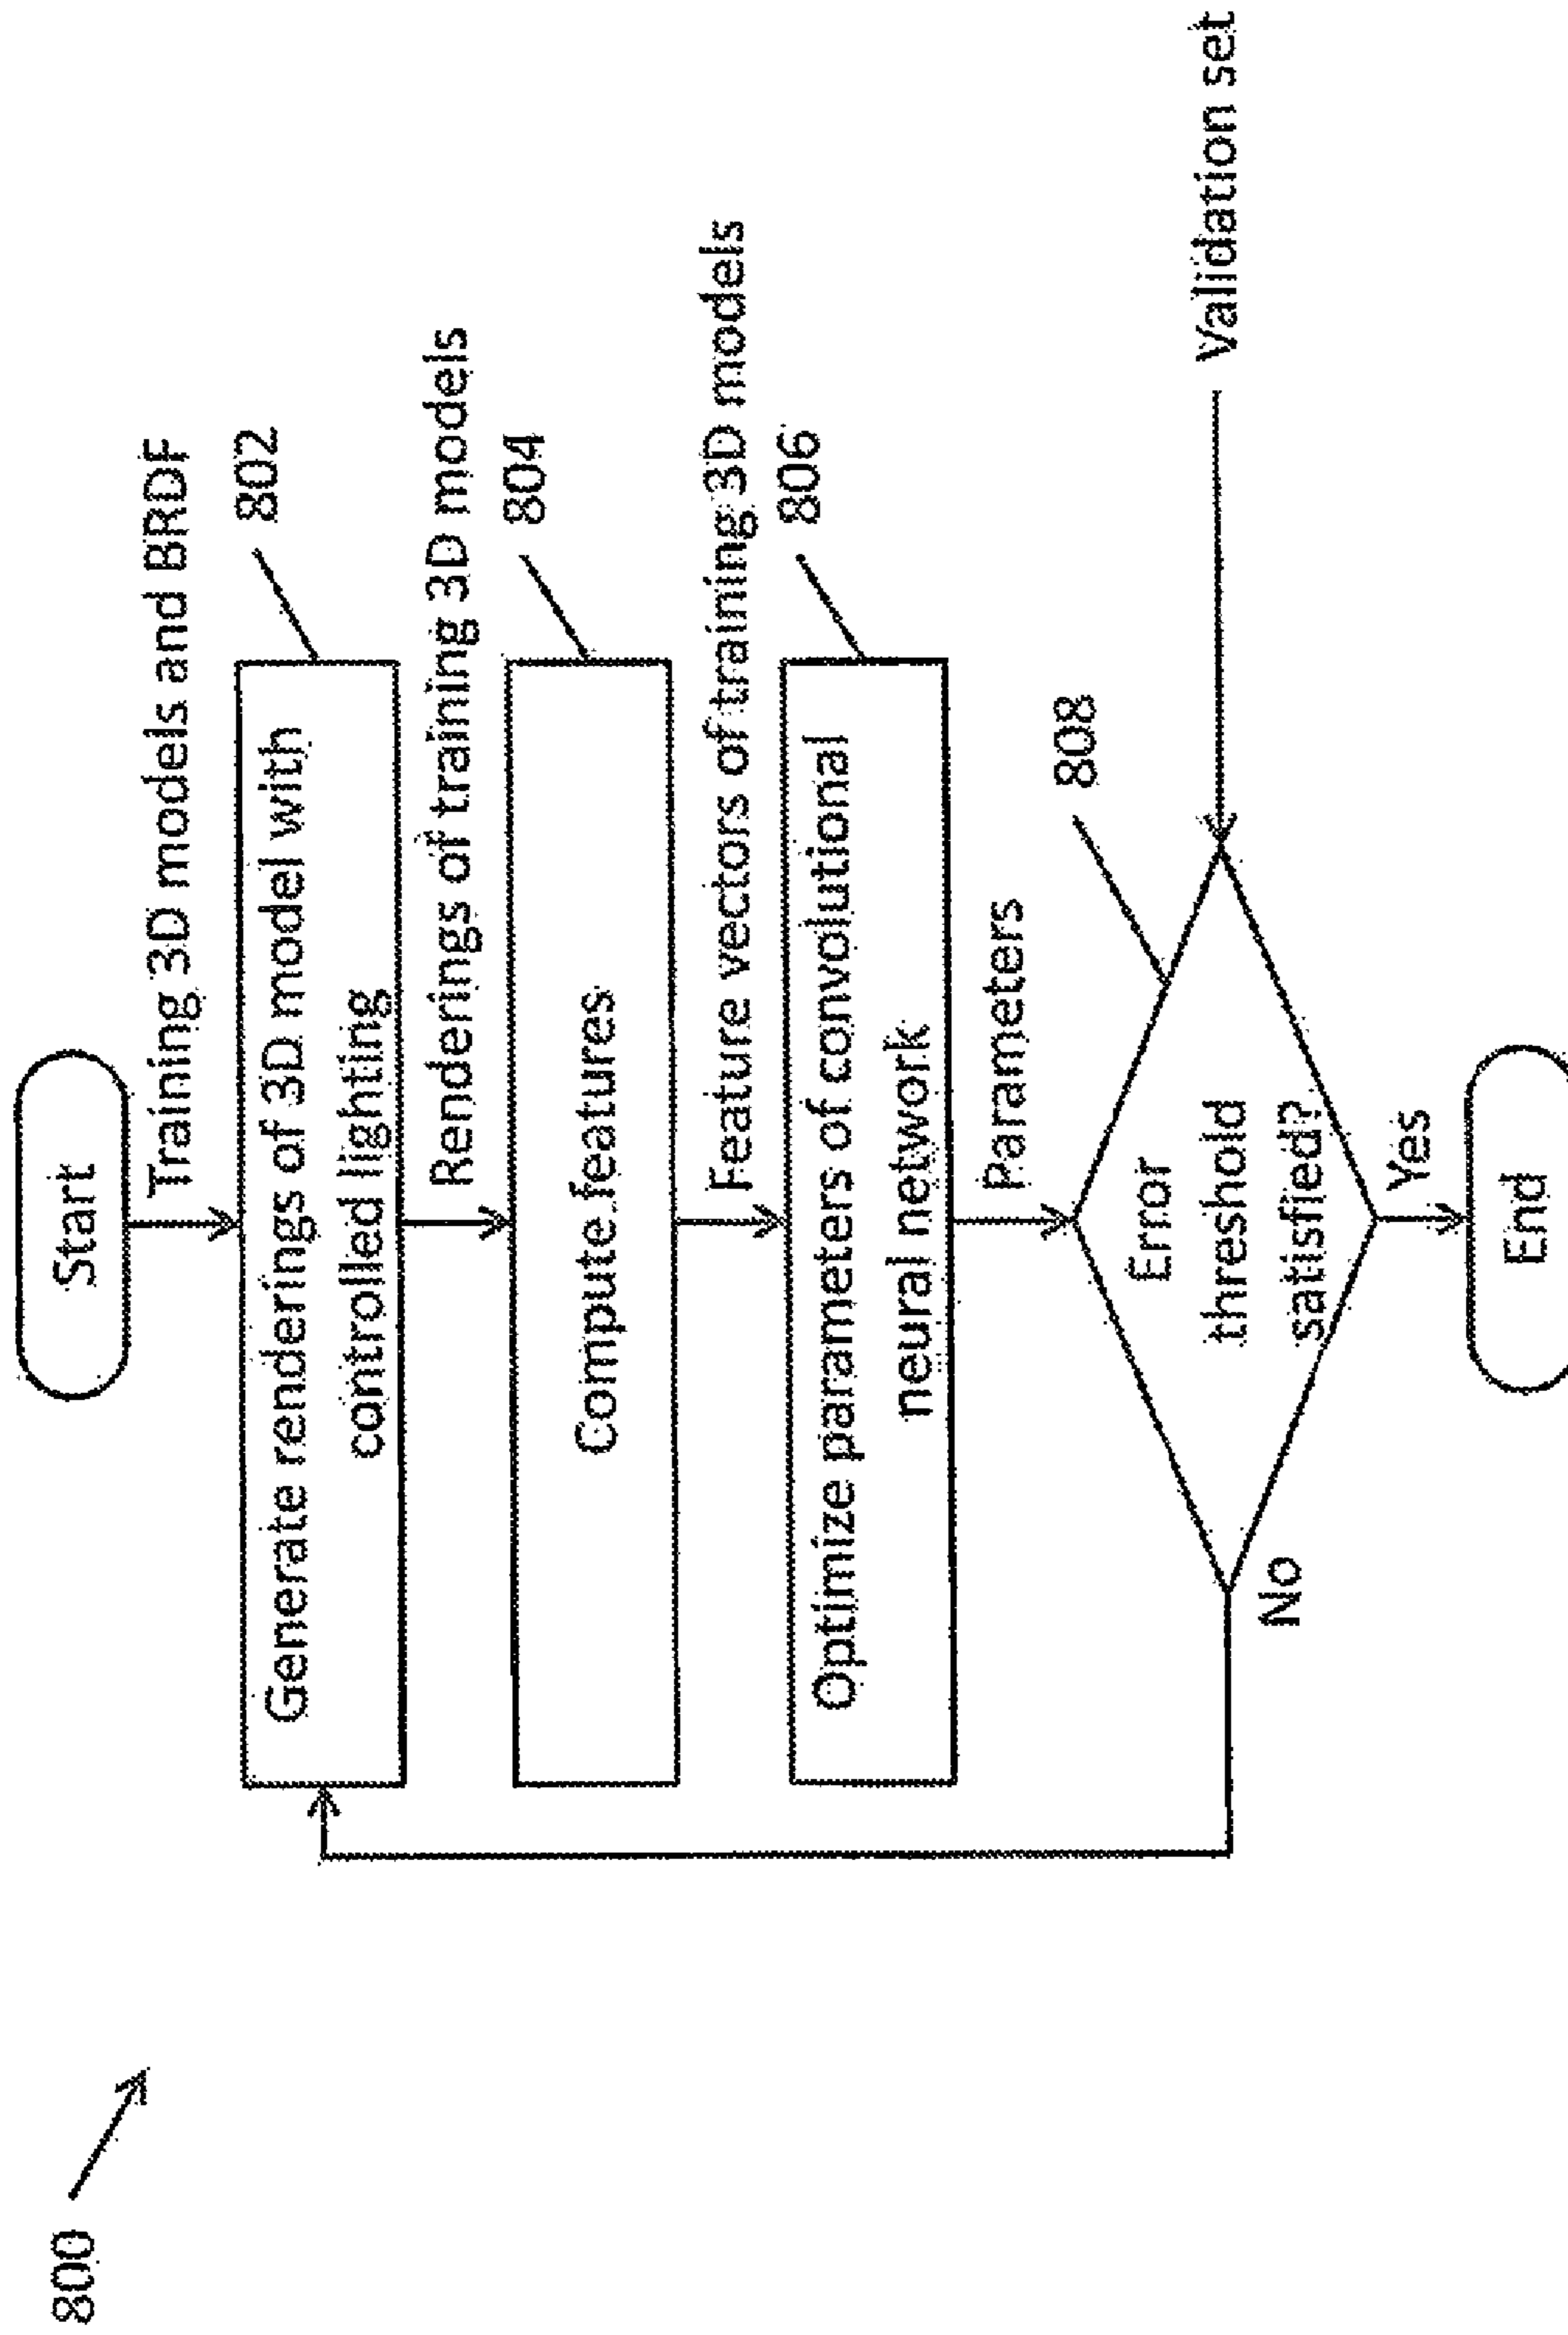 800
Start
Training 3D models and BRDF
802
Generate renderings of 3D model with
controlled lighting
Renderings of training 3D models
804
Compute features
Feature vectors of training 3D models
806
Optimize parameters of convolutional
neural network
Parameters
808
Error
threshold
satisfied?
Validation set
No
Yes
End